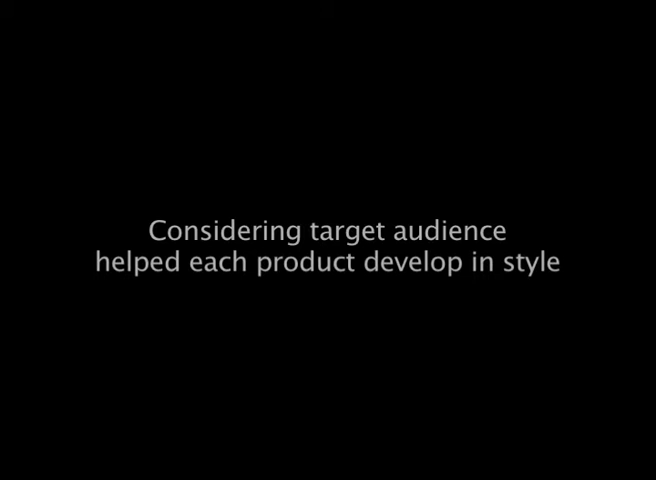 Considering target audience
helped each product develop in style